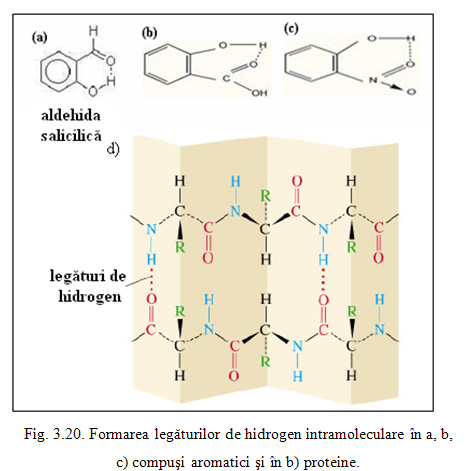 (a)
(b)
(c)
H
C
O
H
O
O H
O
C
OH
O H
O
N
O
aldehida
salicilică
d)
H H R O H H
N C C N C C N C C
H R O H H R O
legături de
hidrogen
O R H H O R H
C C N C C N C C N
O H O R H H
Fig. 3.20. Formarea legăturilor de hidrogen intramoleculare în a, b,
c) compuşi aromatici şi în b) proteine.